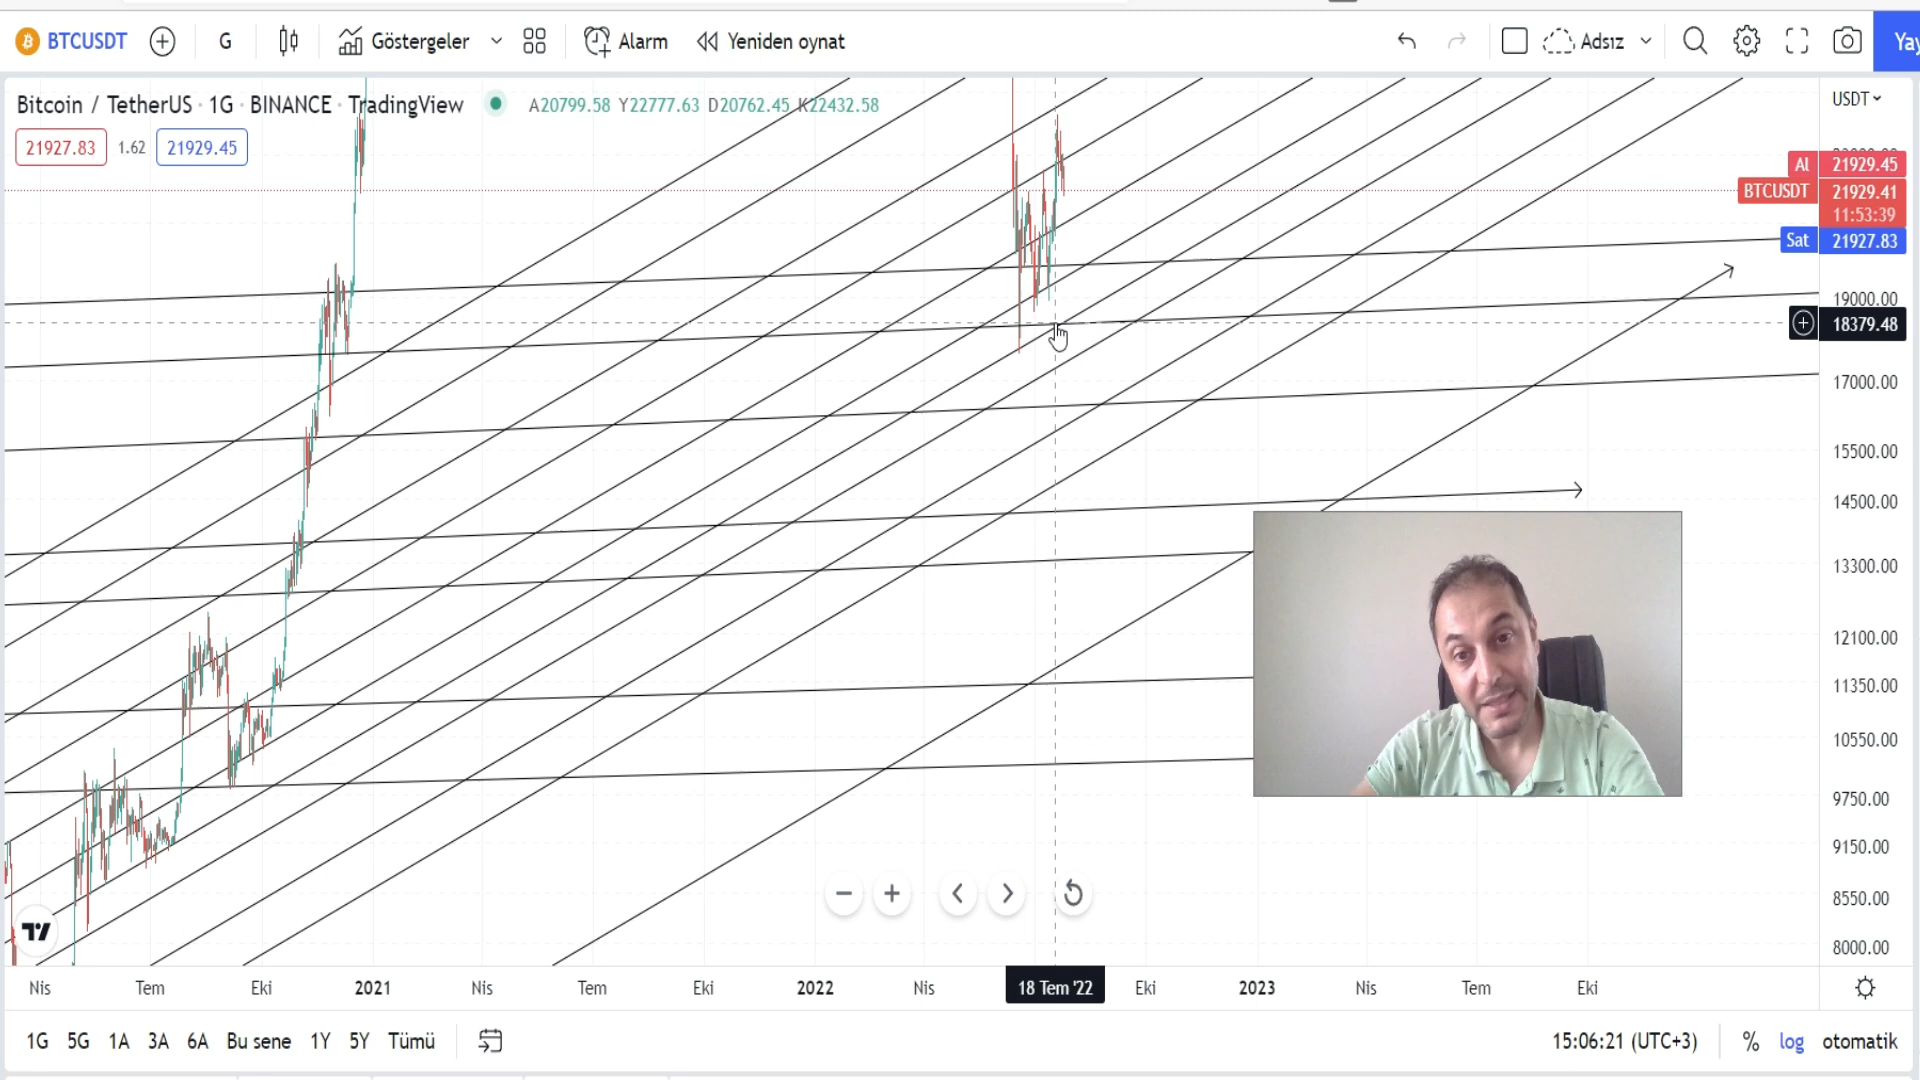 BTCUSDT G Göstergeler Alarm Yeniden oynat Adsız
Bitcoin / TetherUS · 1G · BINANCE · TradingView A20799.58 Y22777.63 D20762.45 K22432.58
USDT
21927.83 1.62 21929.45
Al 21929.45
BTCUSDT 21929.41
11:53:39
Sat 21927.83
19000.00
18379.48
17000.00
15500.00
14500.00
13300.00
12100.00
11350.00
10550.00
9750.00
9150.00
8550.00
8000.00
Nis Tem Eki 2021 Nis Tem Eki 2022 Nis 18 Tem '22 Eki 2023 Nis Tem Eki
1G 5G 1A 3A 6A Bu sene 1Y 5Y Tümü 15:06:21 (UTC+3) % log otomatik